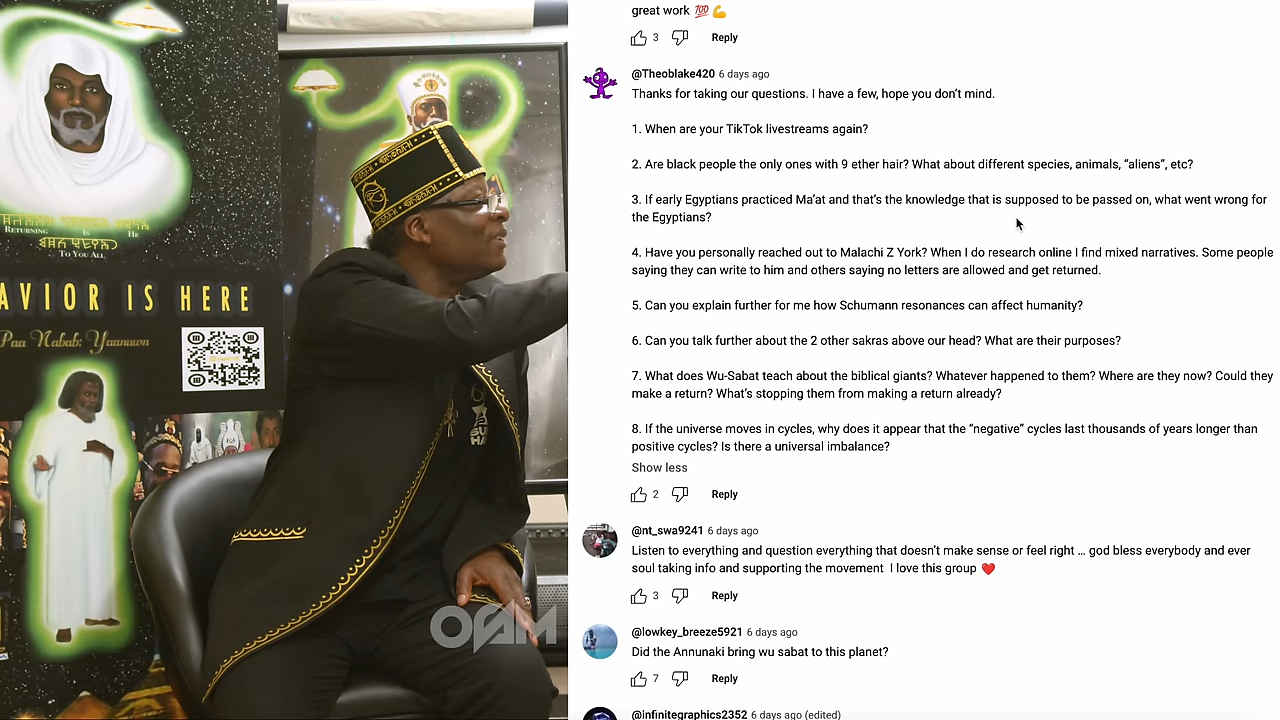 RETURNING IS HE
TO YOU ALL
AVIOR IS HERE
Paa Nabab: Yaanuwn
OSAM
great work 💯 💪
3 Reply
@Theoblake420 6 days ago
Thanks for taking our questions. I have a few, hope you don’t mind.
1. When are your TikTok livestreams again?
2. Are black people the only ones with 9 ether hair? What about different species, animals, “aliens”, etc?
3. If early Egyptians practiced Ma’at and that’s the knowledge that is supposed to be passed on, what went wrong for
the Egyptians?
4. Have you personally reached out to Malachi Z York? When I do research online I find mixed narratives. Some people
saying they can write to him and others saying no letters are allowed and get returned.
5. Can you explain further for me how Schumann resonances can affect humanity?
6. Can you talk further about the 2 other sakras above our head? What are their purposes?
7. What does Wu-Sabat teach about the biblical giants? Whatever happened to them? Where are they now? Could they
make a return? What’s stopping them from making a return already?
8. If the universe moves in cycles, why does it appear that the “negative” cycles last thousands of years longer than
positive cycles? Is there a universal imbalance?
Show less
2 Reply
@nt_swa9241 6 days ago
Listen to everything and question everything that doesn’t make sense or feel right … god bless everybody and ever
soul taking info and supporting the movement I love this group ❤️
3 Reply
@lowkey_breeze5921 6 days ago
Did the Annunaki bring wu sabat to this planet?
7 Reply
@infinitegraphics2352 6 days ago (edited)